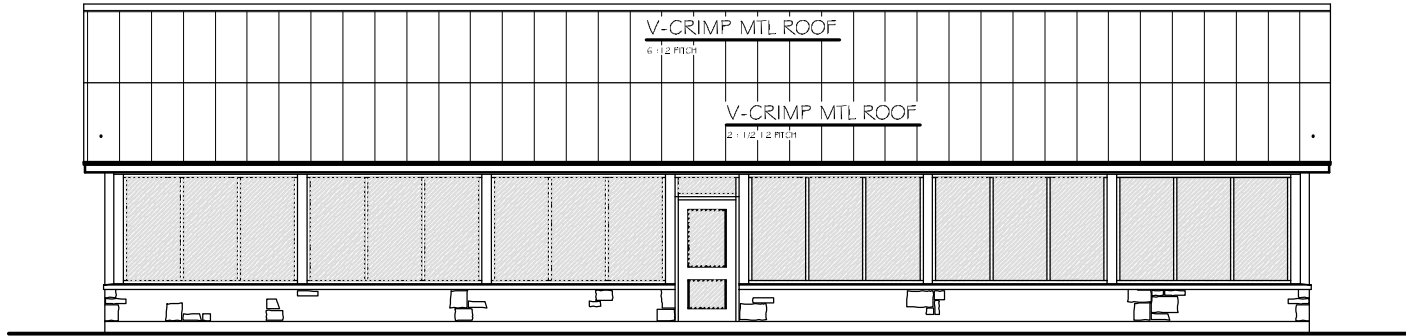 V-CRIMP MTL ROOF
6 : 12 PITCH
V-CRIMP MTL ROOF
2 1/2 : 12 PITCH